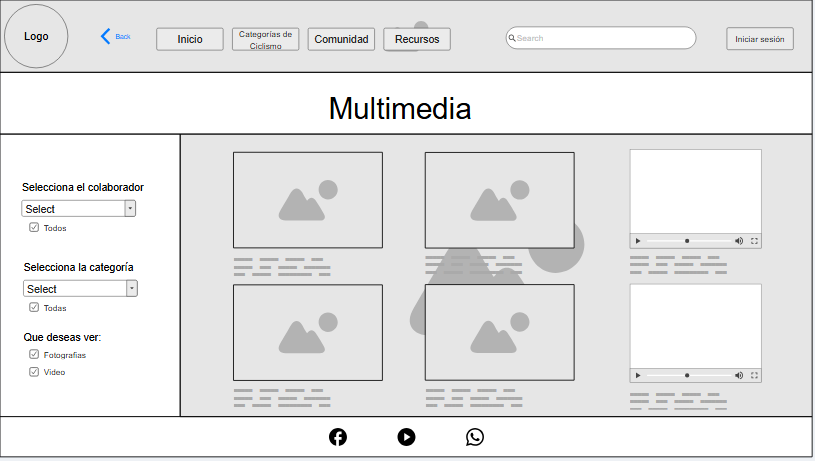 Logo
Back
Inicio
Categorías de
Ciclismo
Comunidad
Recursos
Search
Iniciar sesión
Multimedia
Selecciona el colaborador
Select
Todos
Selecciona la categoría
Select
Todas
Que deseas ver:
Fotografias
Video